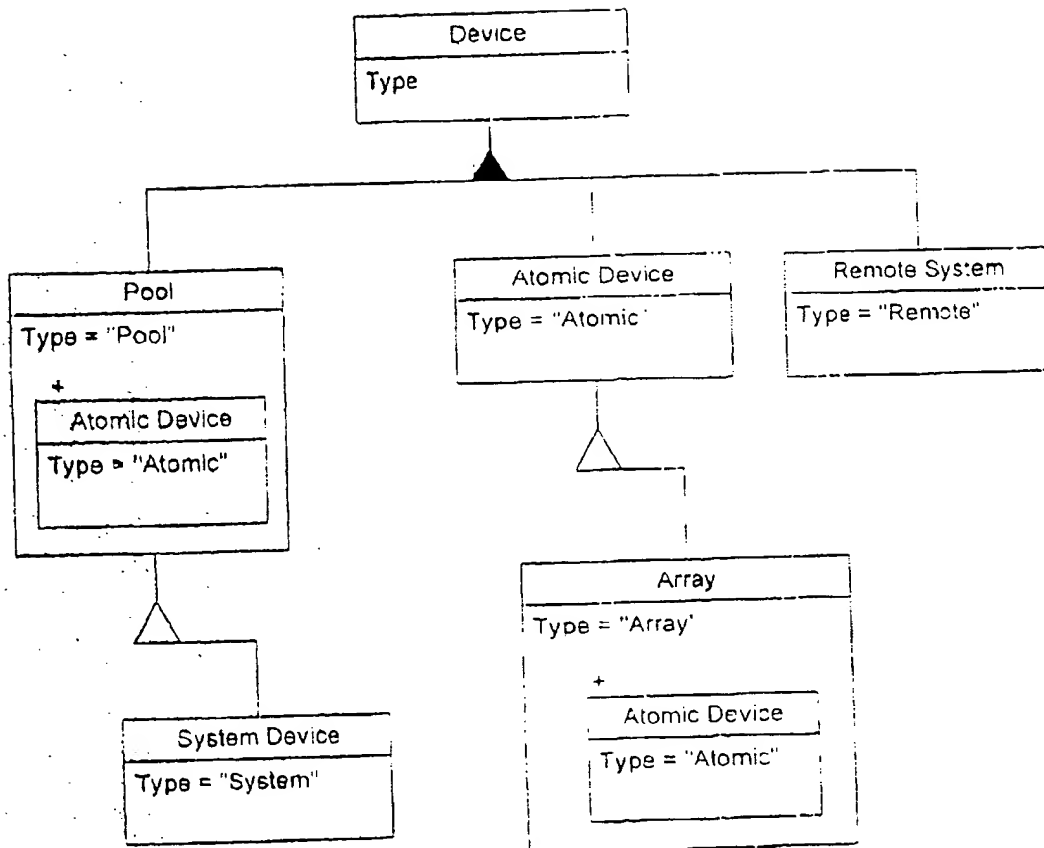 Device
Type
Pool
Type = "Pool"
+
Atomic Device
Type = "Atomic"
Atomic Device
Type = "Atomic'
Remote System
Type = "Remote"
Array
Type = "Array'
+
Atomic Device
Type = "Atomic"
System Device
Type = "System"